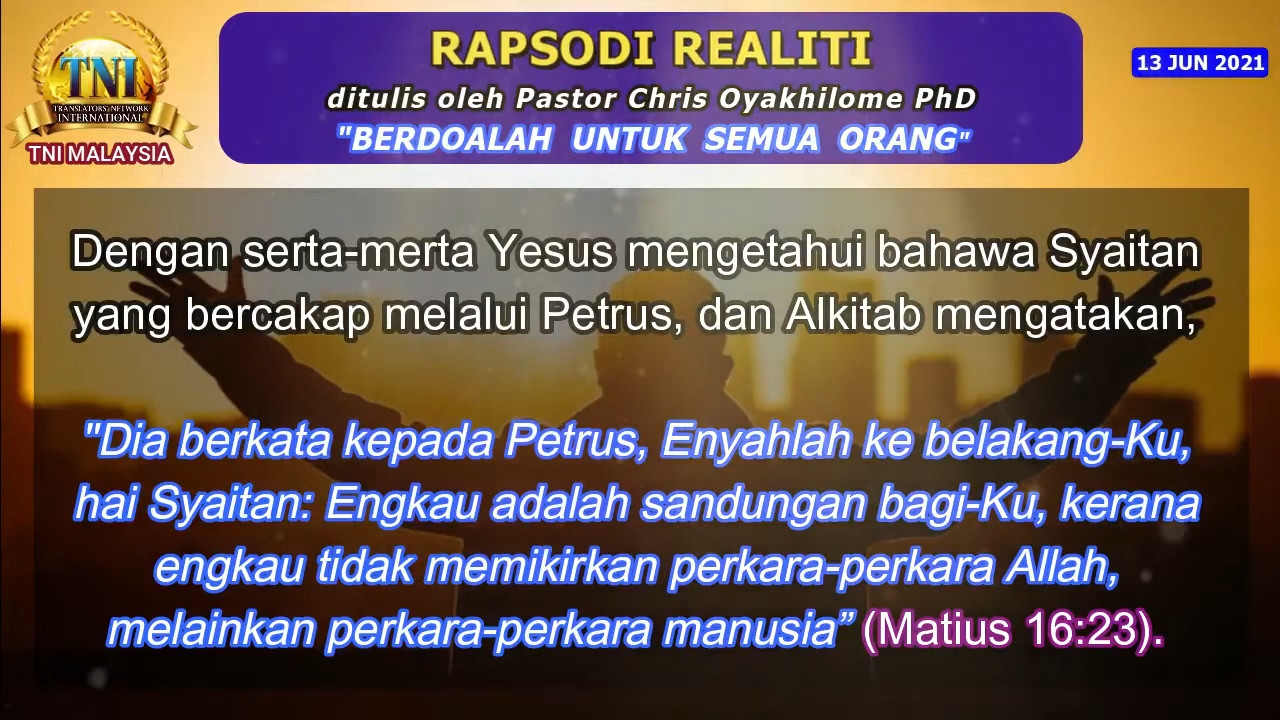 TNI
TRANSLATORS' NETWORK
INTERNATIONAL
TNI MALAYSIA
RAPSODI REALITI
ditulis oleh Pastor Chris Oyakhilome PhD
"BERDOALAH UNTUK SEMUA ORANG"
13 JUN 2021
Dengan serta-merta Yesus mengetahui bahawa Syaitan
yang bercakap melalui Petrus, dan Alkitab mengatakan,
"Dia berkata kepada Petrus, Enyahlah ke belakang-Ku,
hai Syaitan: Engkau adalah sandungan bagi-Ku, kerana
engkau tidak memikirkan perkara-perkara Allah,
melainkan perkara-perkara manusia” (Matius 16:23).